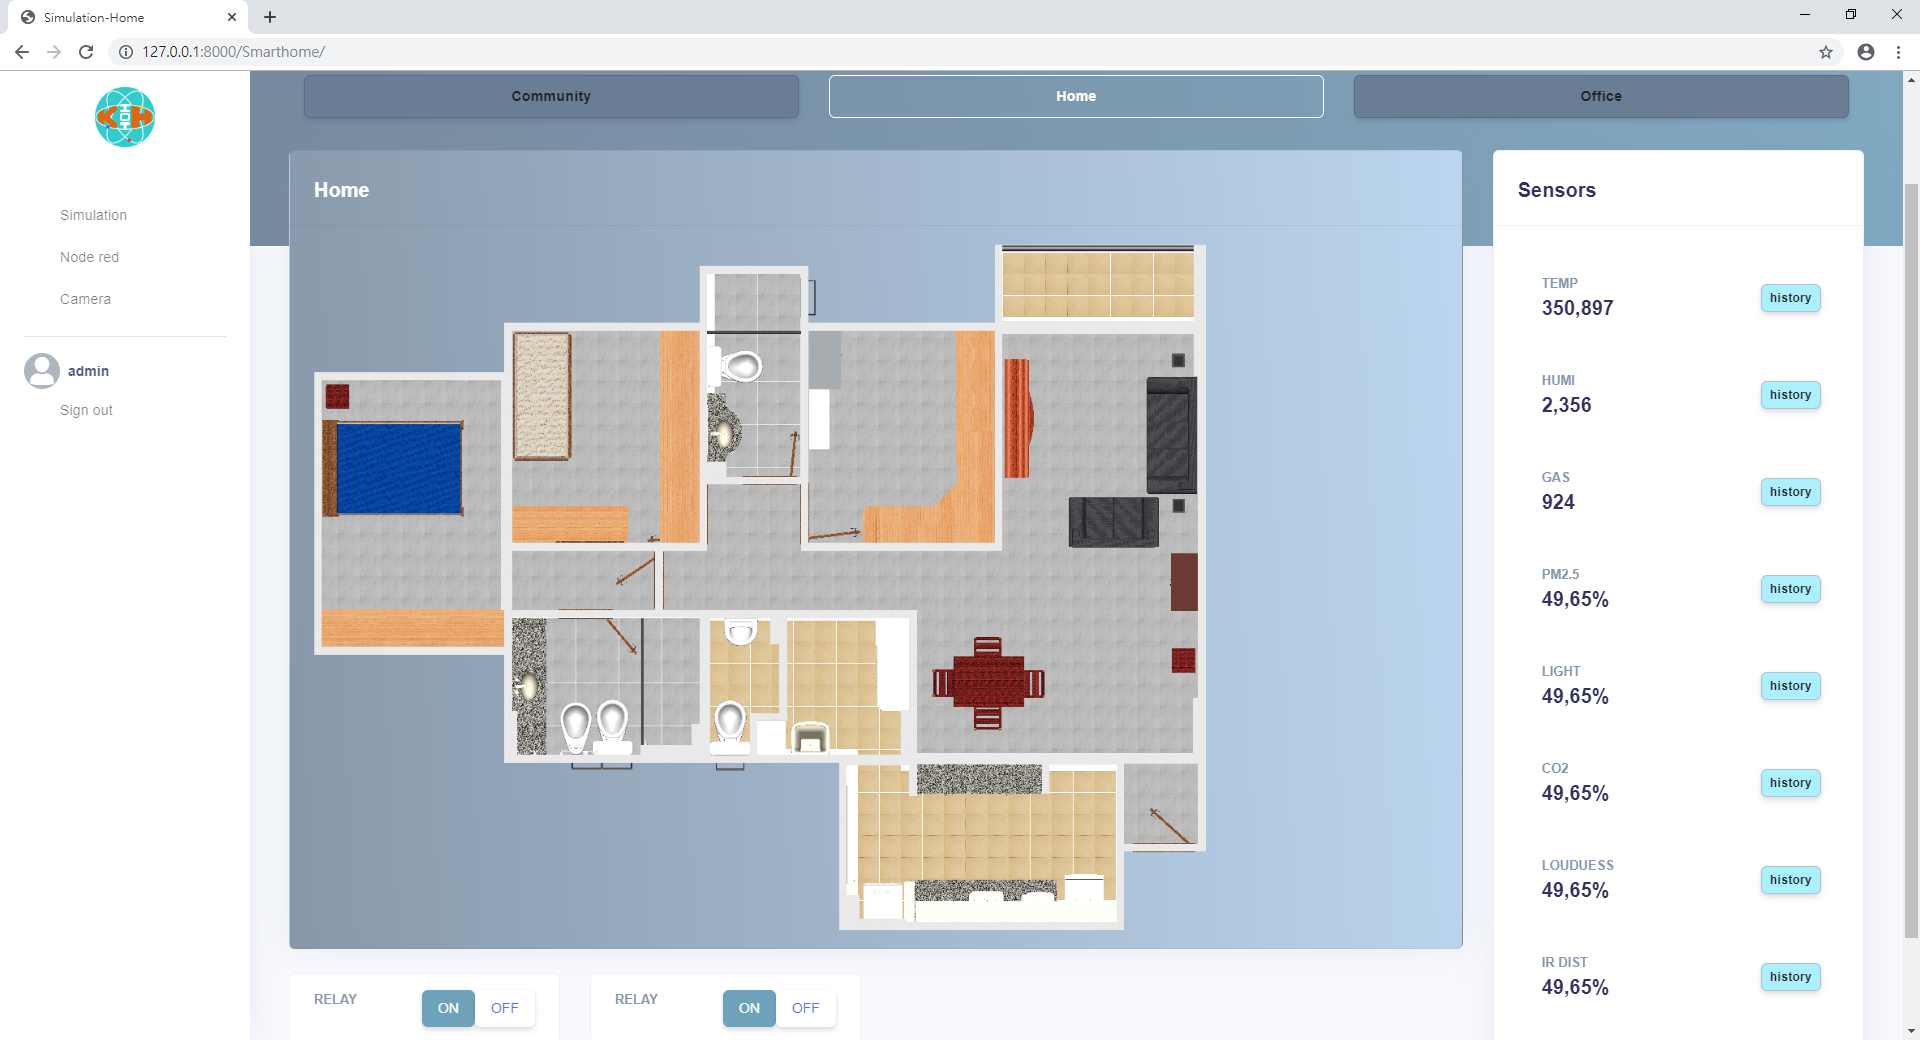 Simulation-Home
127.0.0.1:8000/Smarthome/
KH
HOH
Simulation
Node red
Camera
admin
Sign out
Community
Home
Office
Home
Sensors
TEMP
350,897
history
HUMI
2,356
history
GAS
924
history
PM2.5
49,65%
history
LIGHT
49,65%
history
CO2
49,65%
history
LOUDUESS
49,65%
history
IR DIST
49,65%
history
RELAY
ON
OFF
RELAY
ON
OFF